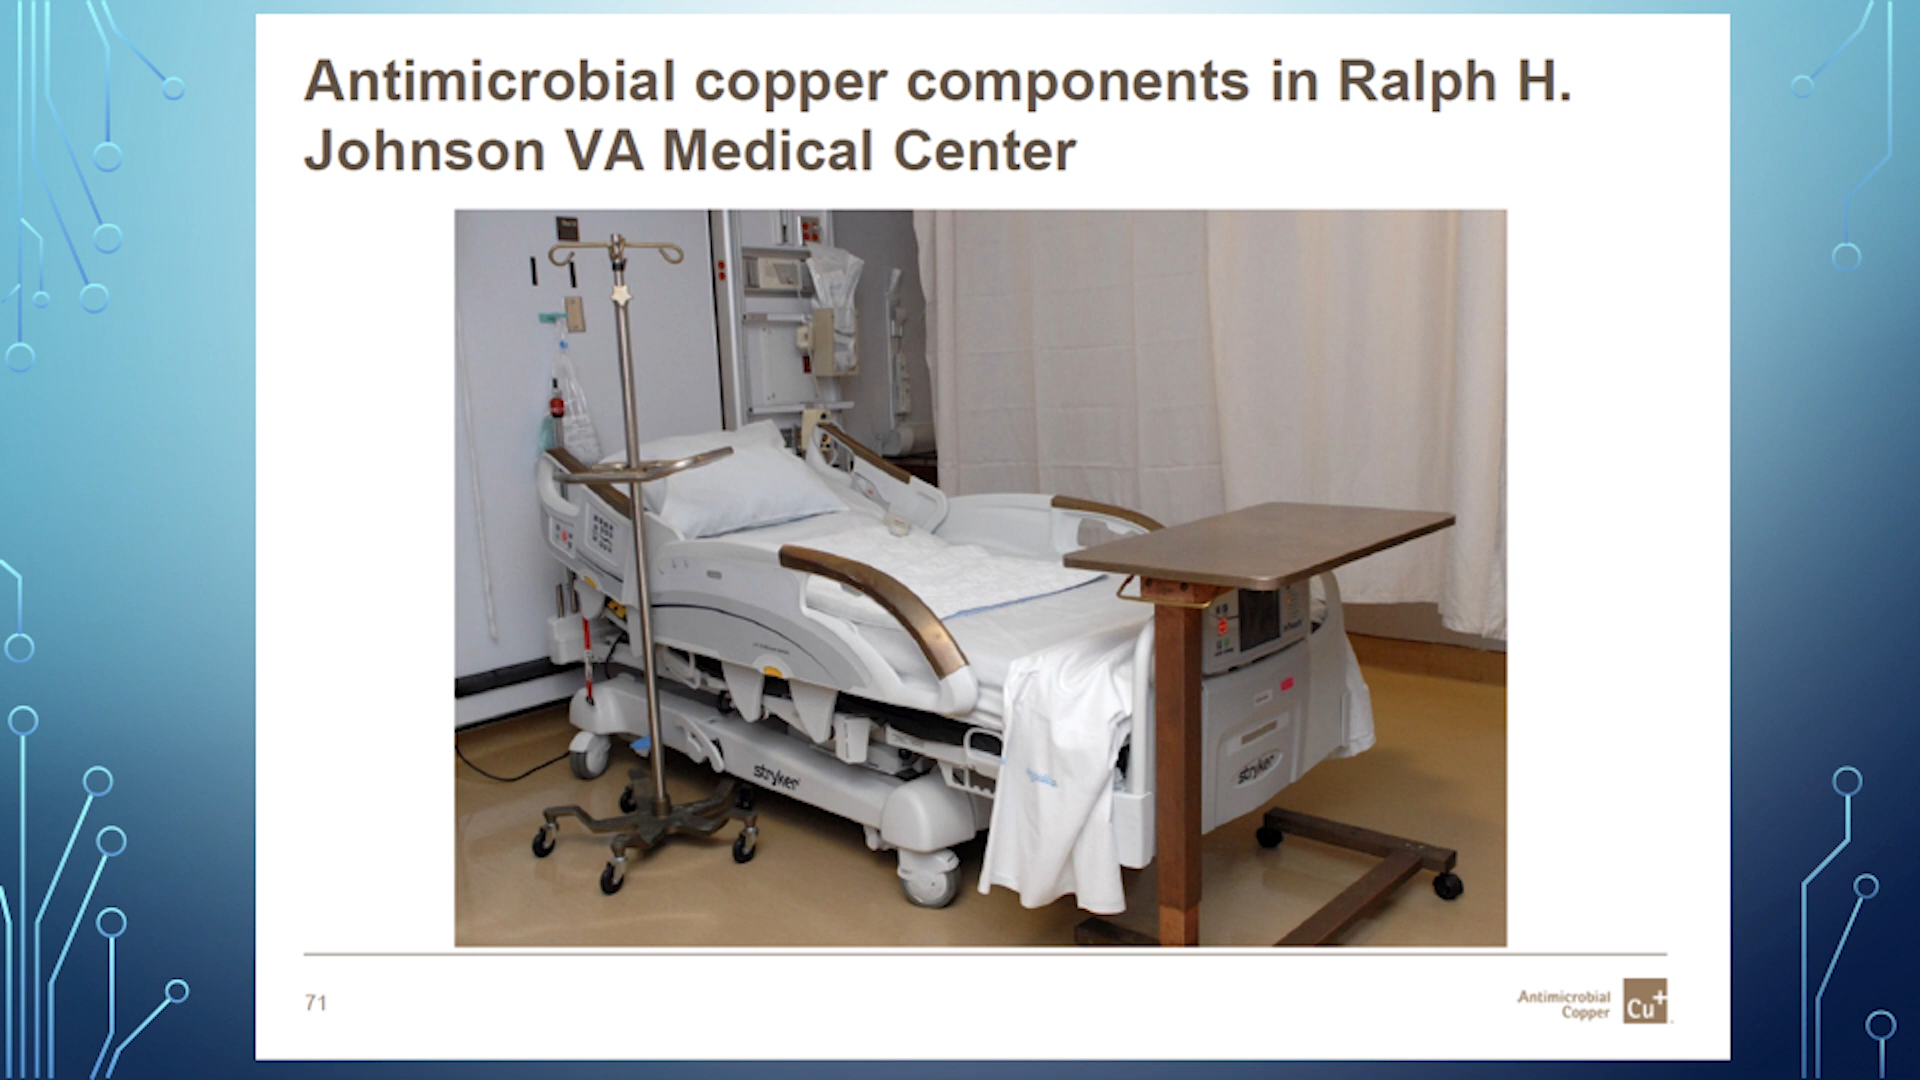 Antimicrobial copper components in Ralph H.
Johnson VA Medical Center
stryker
stryker
71
Antimicrobial
Copper
Cu+